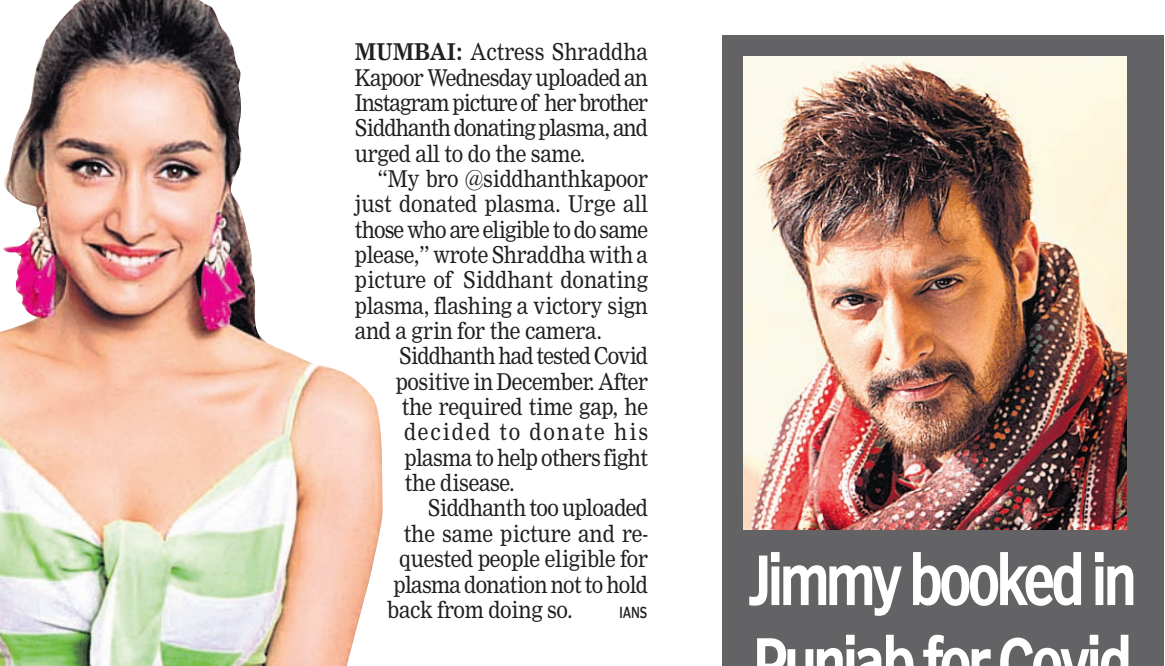 MUMBAI: Actress Shraddha
Kapoor Wednesday uploaded an
Instagram picture of her brother
Siddhanth donating plasma, and
urged all to do the same.
“My bro @siddhanthkapoor
just donated plasma. Urge all
those who are eligible to do same
please,” wrote Shraddha with a
picture of Siddhant donating
plasma, flashing a victory sign
and a grin for the camera.
Siddhanth had tested Covid
positive in December. After
the required time gap, he
decided to donate his
plasma to help others fight
the disease.
Siddhanth too uploaded
the same picture and re-
quested people eligible for
plasma donation not to hold
back from doing so. IANS
Jimmy booked in
Punjab for Covid